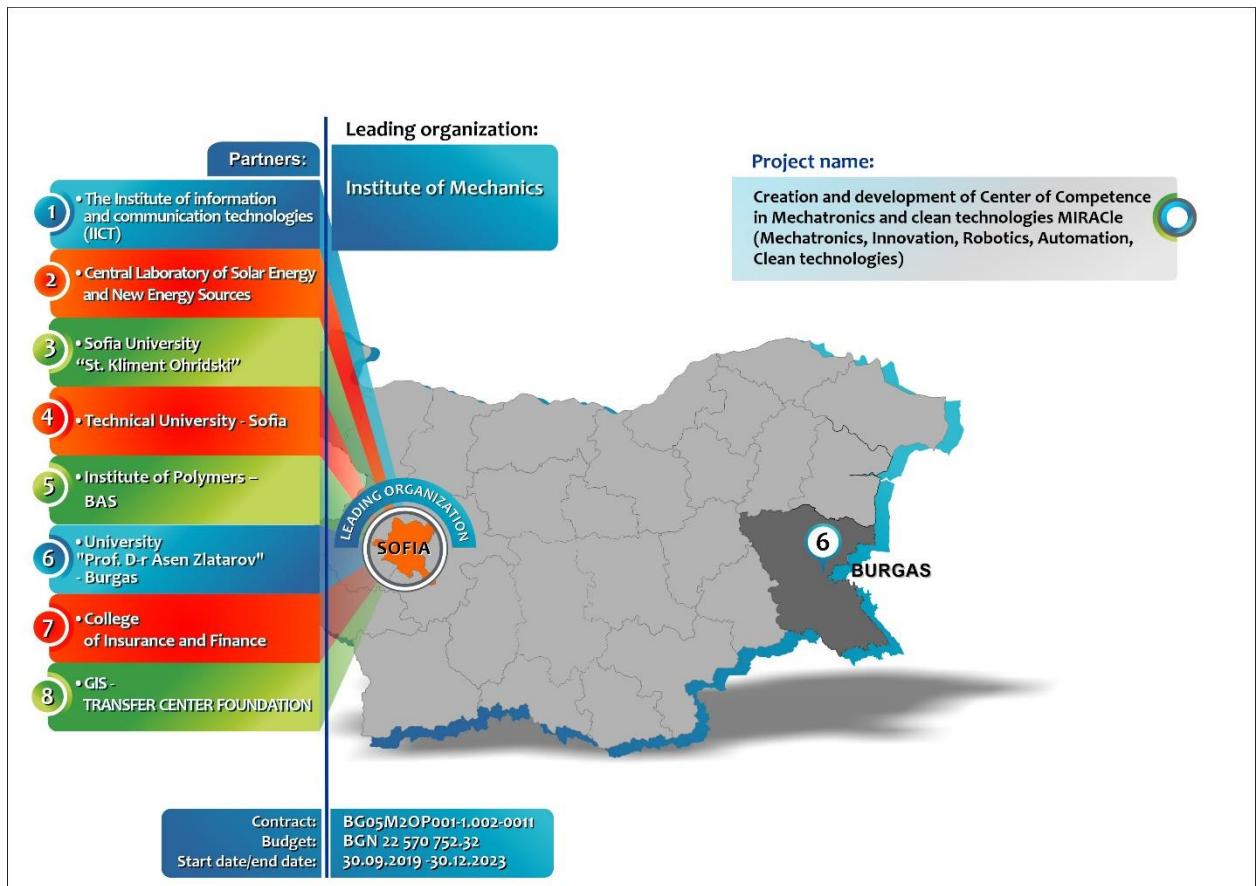 Leading organization:
Institute of Mechanics
Partners:
1
• The Institute of information
and communication technologies
(IICT)
2
• Central Laboratory of Solar Energy
and New Energy Sources
3
• Sofia University
“St. Kliment Ohridski”
4
• Technical University - Sofia
5
• Institute of Polymers –
BAS
6
• University
"Prof. D-r Asen Zlatarov"
- Burgas
7
• College
of Insurance and Finance
8
• GIS -
TRANSFER CENTER FOUNDATION
Project name:
Creation and development of Center of Competence
in Mechatronics and clean technologies MIRACle
(Mechatronics, Innovation, Robotics, Automation,
Clean technologies)
LEADING ORGANIZATION
SOFIA
6
BURGAS
Contract: BG05M2OP001-1.002-0011
Budget: BGN 22 570 752.32
Start date/end date: 30.09.2019 -30.12.2023